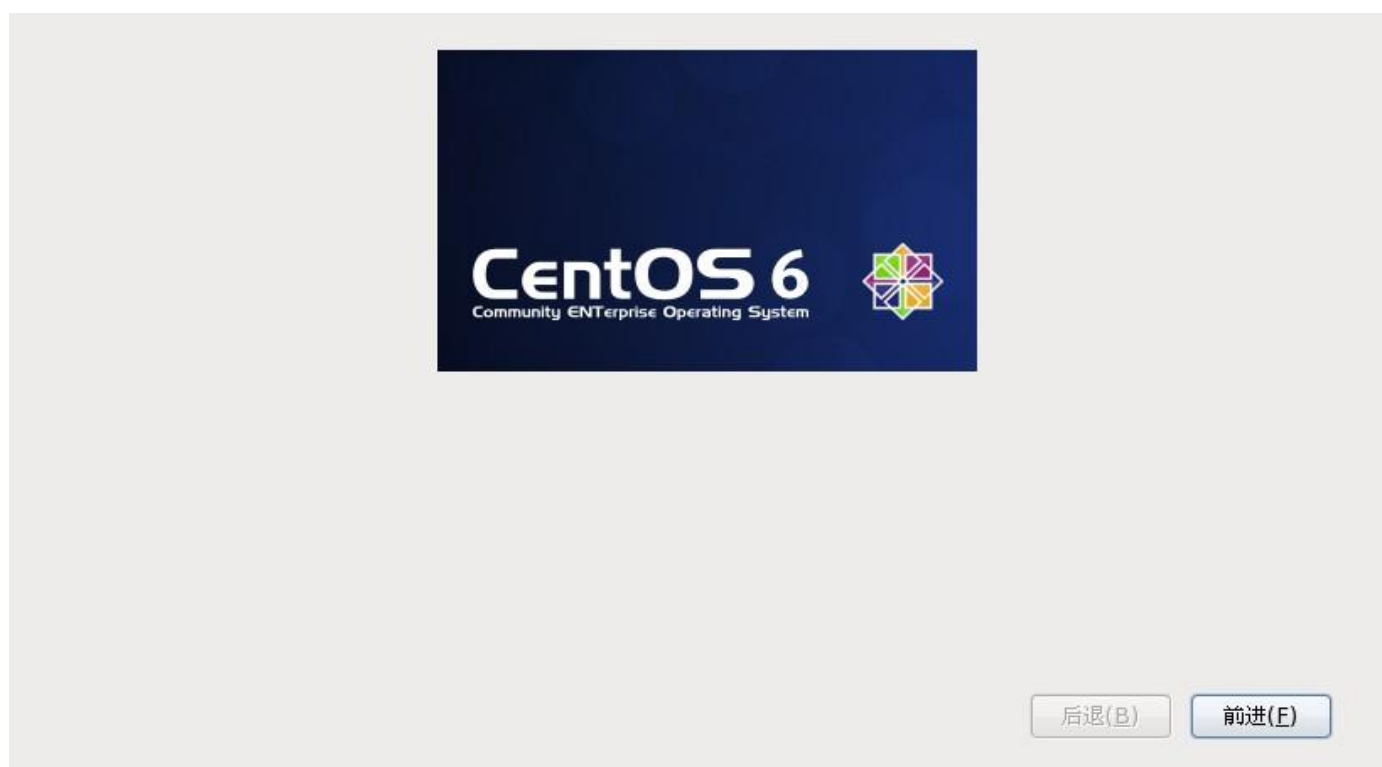 CentOS 6
Community ENTerprise Operating System
后退(B)
前进(F)